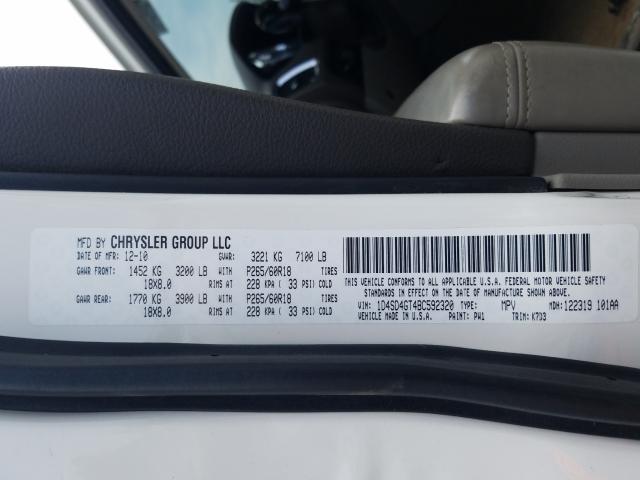 MFD BY CHRYSLER GROUP LLC
DATE OF MFR: 12-10 GVWR: 3221 KG 7100 LB
GAWR FRONT: 1452 KG 3200 LB WITH P265/60R18 TIRES
18X8.0 RIMS AT 228 KPA ( 33 PSI) COLD
GAWR REAR: 1770 KG 3900 LB WITH P265/60R18 TIRES
18X8.0 RIMS AT 228 KPA ( 33 PSI) COLD
THIS VEHICLE CONFORMS TO ALL APPLICABLE U.S.A. FEDERAL MOTOR VEHICLE SAFETY
STANDARDS IN EFFECT ON THE DATE OF MANUFACTURE SHOWN ABOVE.
VIN: 1D4SD4GT4BC592320 TYPE: MPV MDH: 122319 101AA
VEHICLE MADE IN U.S.A. PAINT: PW1 TRIM: K7D3